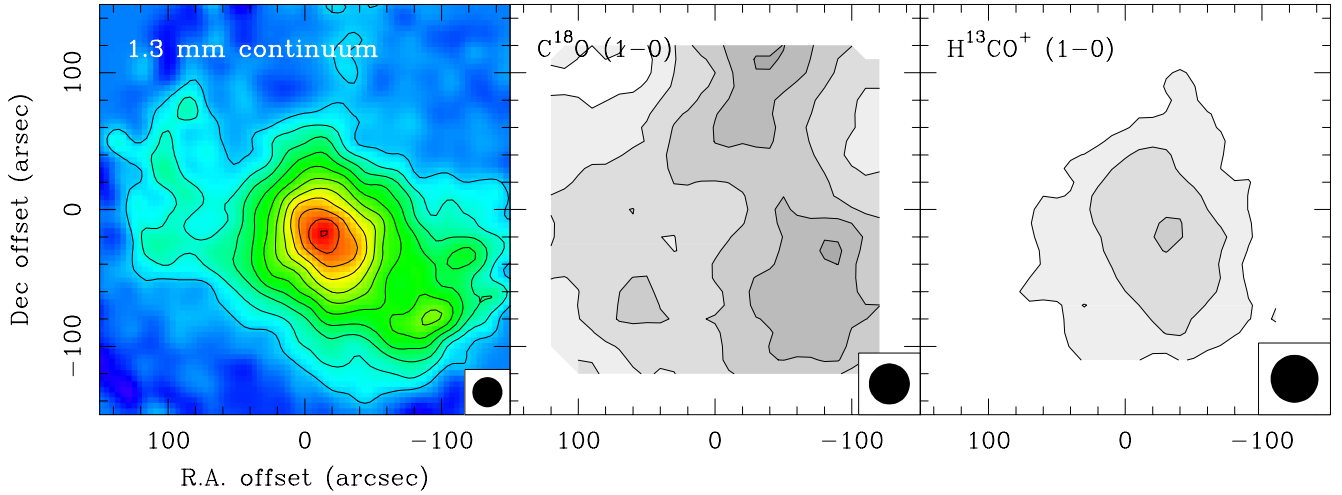 1.3 mm continuum
C¹⁸O (1−0)
H¹³CO⁺ (1−0)
Dec offset (arsec)
100
0
−100
100 0 −100
100 0 −100
100 0 −100
R.A. offset (arcsec)